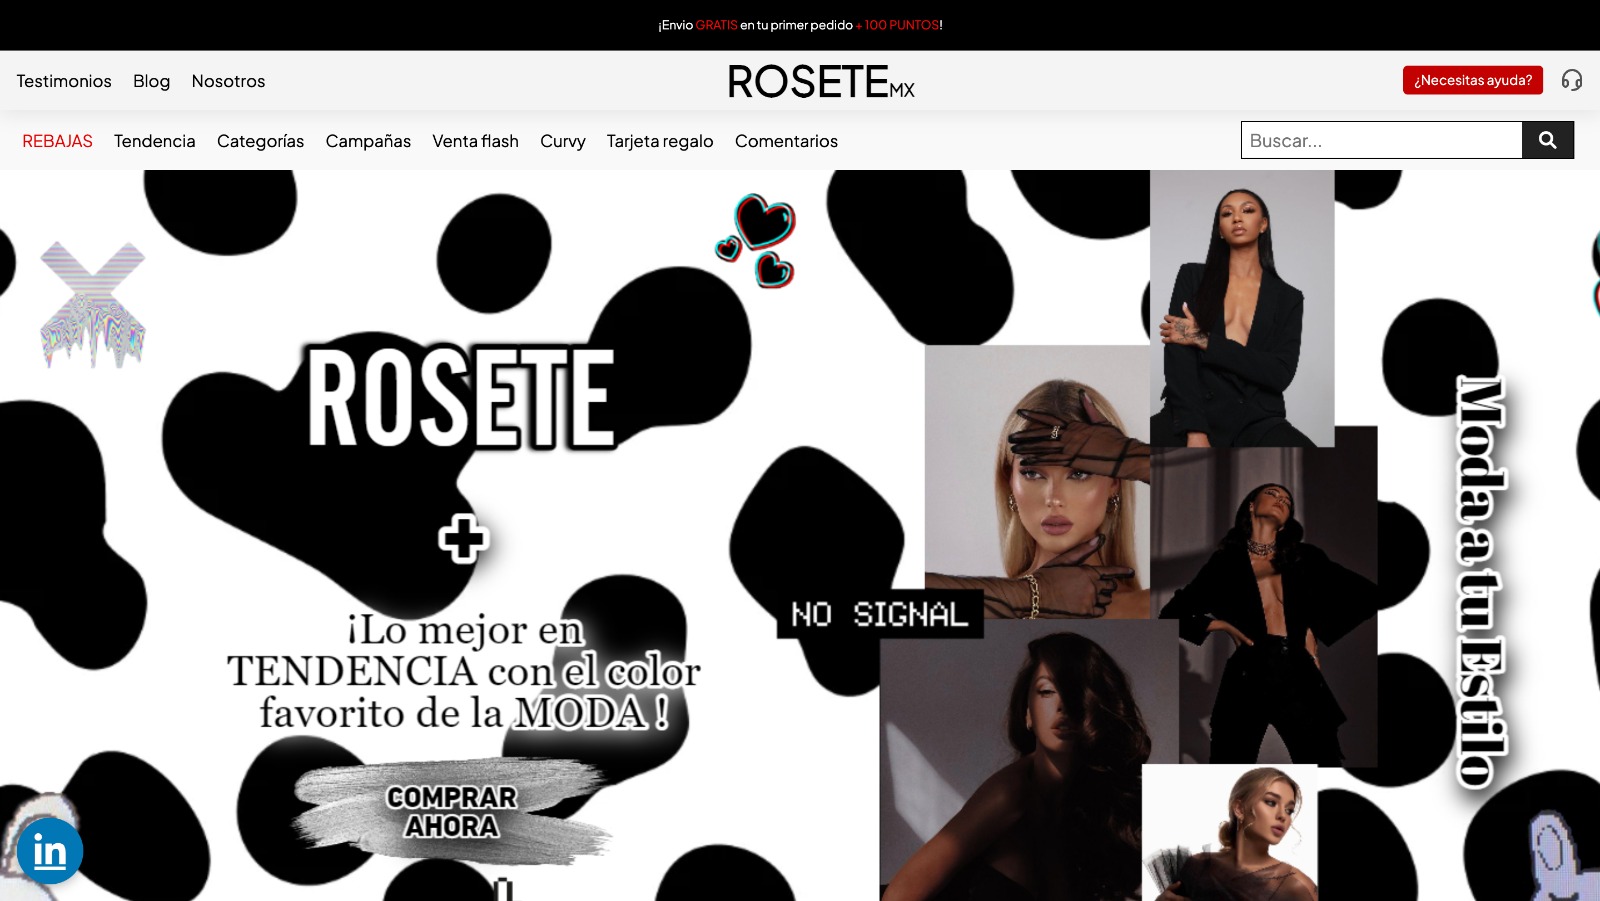 ¡Envio GRATIS en tu primer pedido + 100 PUNTOS!
Testimonios Blog Nosotros
ROSETEMX
¿Necesitas ayuda?
REBAJAS Tendencia Categorías Campañas Venta flash Curvy Tarjeta regalo Comentarios
Buscar...
ROSETE
+
¡Lo mejor en
TENDENCIA con el color
favorito de la MODA !
COMPRAR
AHORA
NO SIGNAL
Moda a tu Estilo
in